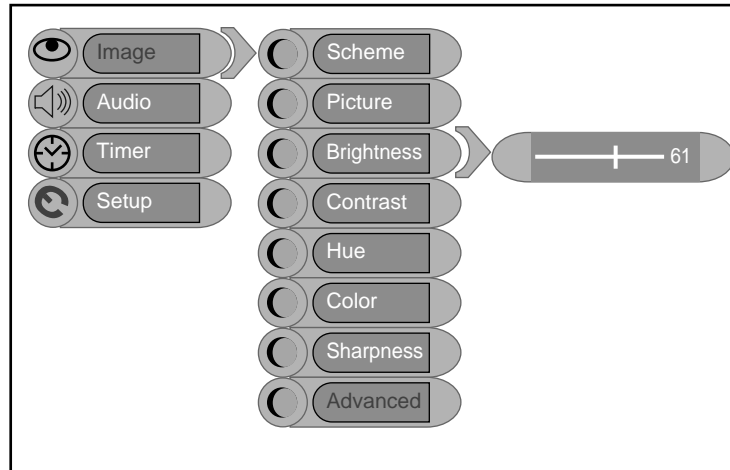 Image
Audio
Timer
Setup
Scheme
Picture
Brightness
Contrast
Hue
Color
Sharpness
Advanced
61